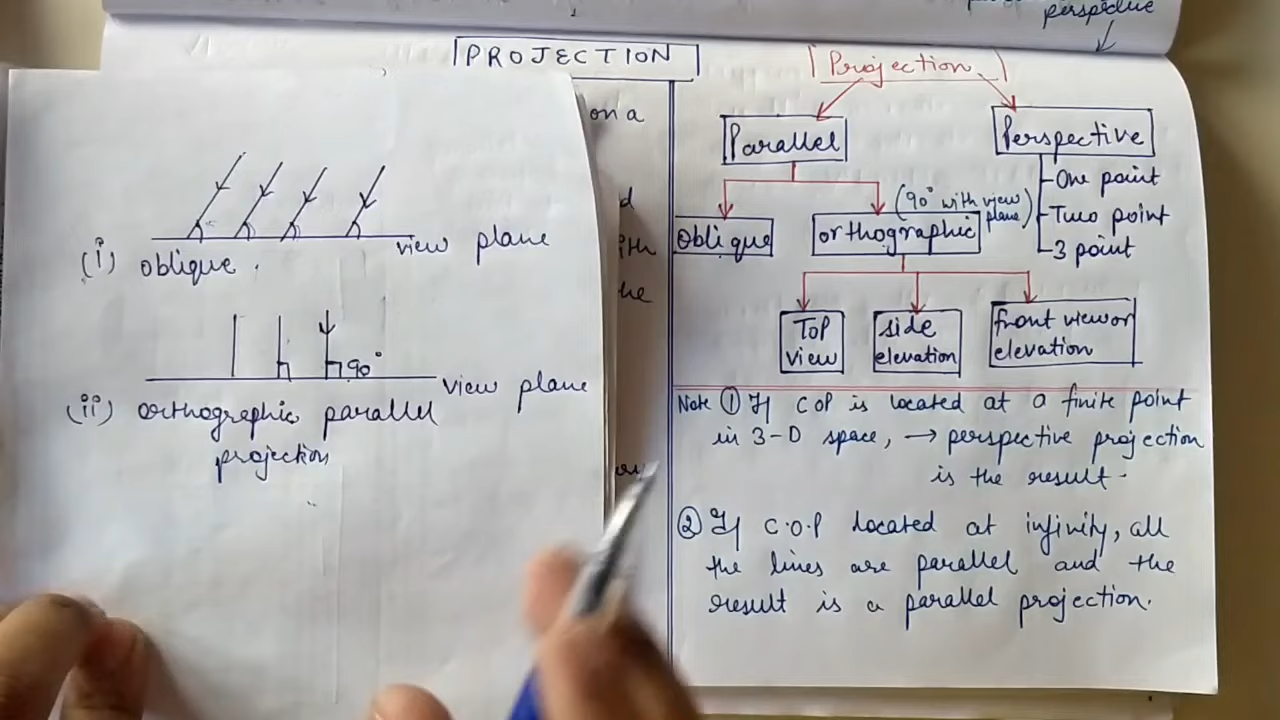 perspective
PROJECTION
on a
(i) oblique.
view plane
90°
view plane
(ii) orthographic parallel
projection
Projection
Parallel
Perspective
One point
Two point
3 point
oblique
orthographic
(90° with view
plane)
Top
view
side
elevation
front view or
elevation
Note ① If COP is located at a finite point
in 3-D space, → perspective projection
is the result.
② If C.O.P located at infinity, all
the lines are parallel and the
result is a parallel projection.